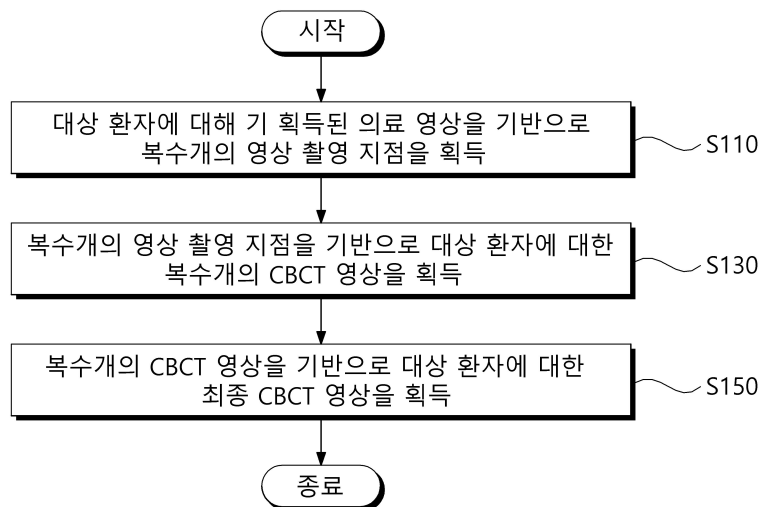 시작
대상 환자에 대해 기 획득된 의료 영상을 기반으로
복수개의 영상 촬영 지점을 획득
S110
복수개의 영상 촬영 지점을 기반으로 대상 환자에 대한
복수개의 CBCT 영상을 획득
S130
복수개의 CBCT 영상을 기반으로 대상 환자에 대한
최종 CBCT 영상을 획득
S150
종료